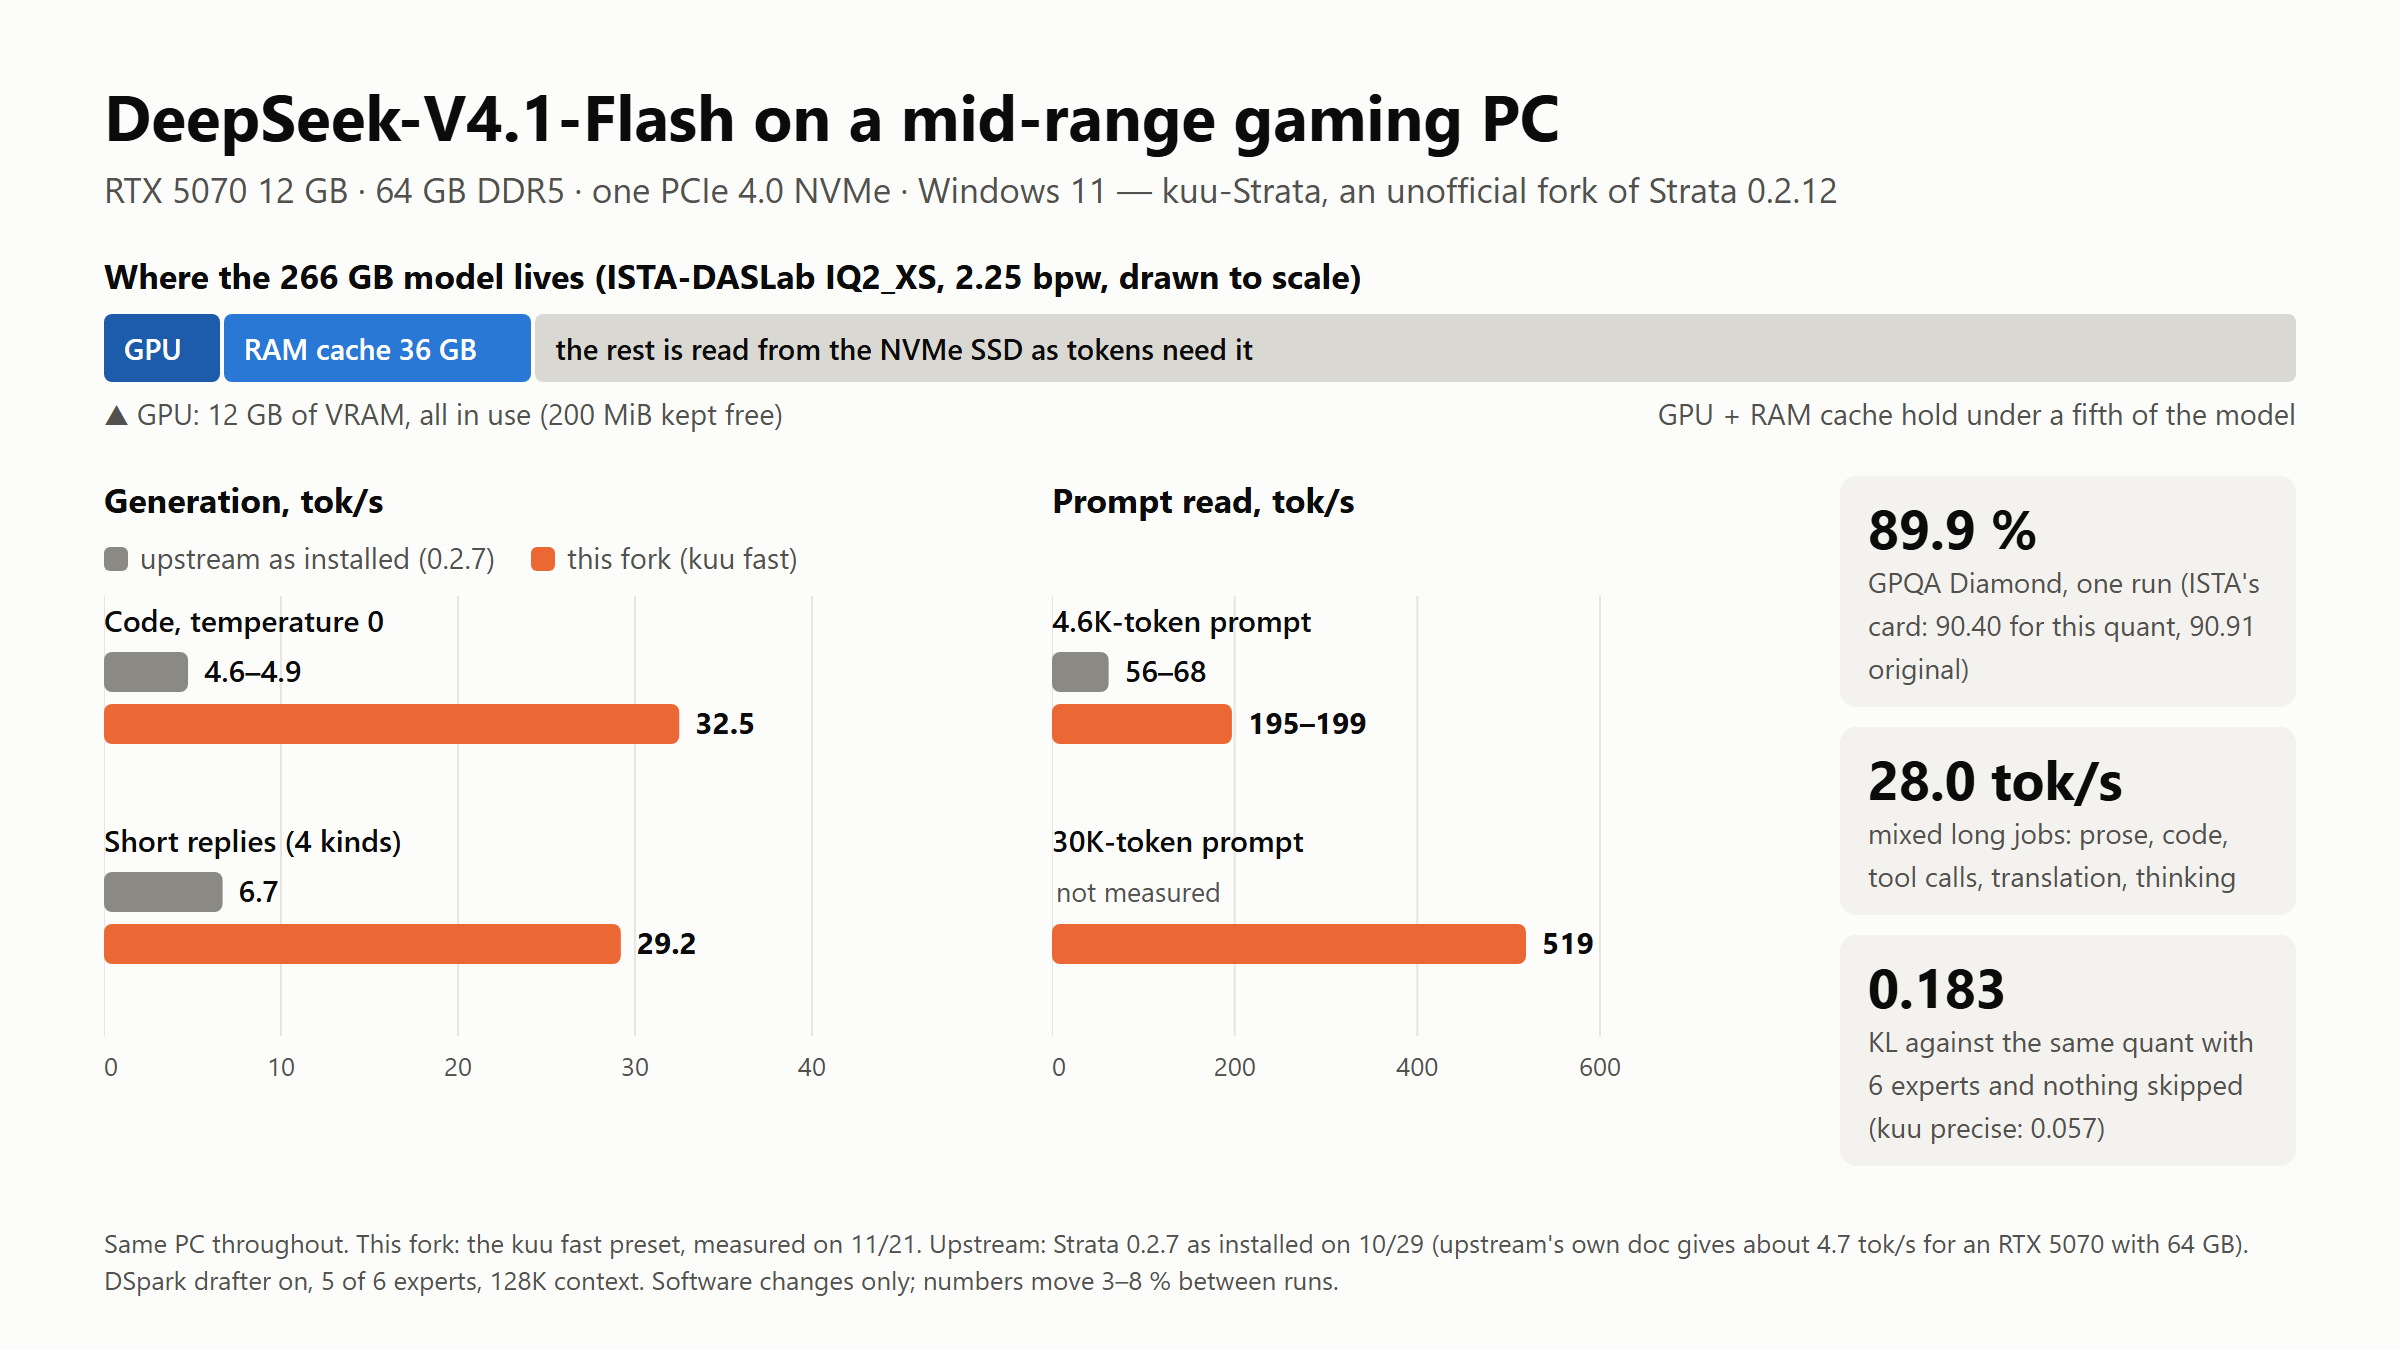 DeepSeek-V4.1-Flash on a mid-range gaming PC
RTX 5070 12 GB · 64 GB DDR5 · one PCIe 4.0 NVMe · Windows 11 — kuu-Strata, an unofficial fork of Strata 0.2.12
Where the 266 GB model lives (ISTA-DASLab IQ2_XS, 2.25 bpw, drawn to scale)
GPU
RAM cache 36 GB
the rest is read from the NVMe SSD as tokens need it
▲ GPU: 12 GB of VRAM, all in use (200 MiB kept free)
GPU + RAM cache hold under a fifth of the model
Generation, tok/s
upstream as installed (0.2.7)
this fork (kuu fast)
Code, temperature 0
4.6–4.9
32.5
Short replies (4 kinds)
6.7
29.2
0 10 20 30 40
Prompt read, tok/s
4.6K-token prompt
56–68
195–199
30K-token prompt
not measured
519
0 200 400 600
89.9 %
GPQA Diamond, one run (ISTA's
card: 90.40 for this quant, 90.91
original)
28.0 tok/s
mixed long jobs: prose, code,
tool calls, translation, thinking
0.183
KL against the same quant with
6 experts and nothing skipped
(kuu precise: 0.057)
Same PC throughout. This fork: the kuu fast preset, measured on 11/21. Upstream: Strata 0.2.7 as installed on 10/29 (upstream's own doc gives about 4.7 tok/s for an RTX 5070 with 64 GB).
DSpark drafter on, 5 of 6 experts, 128K context. Software changes only; numbers move 3–8 % between runs.